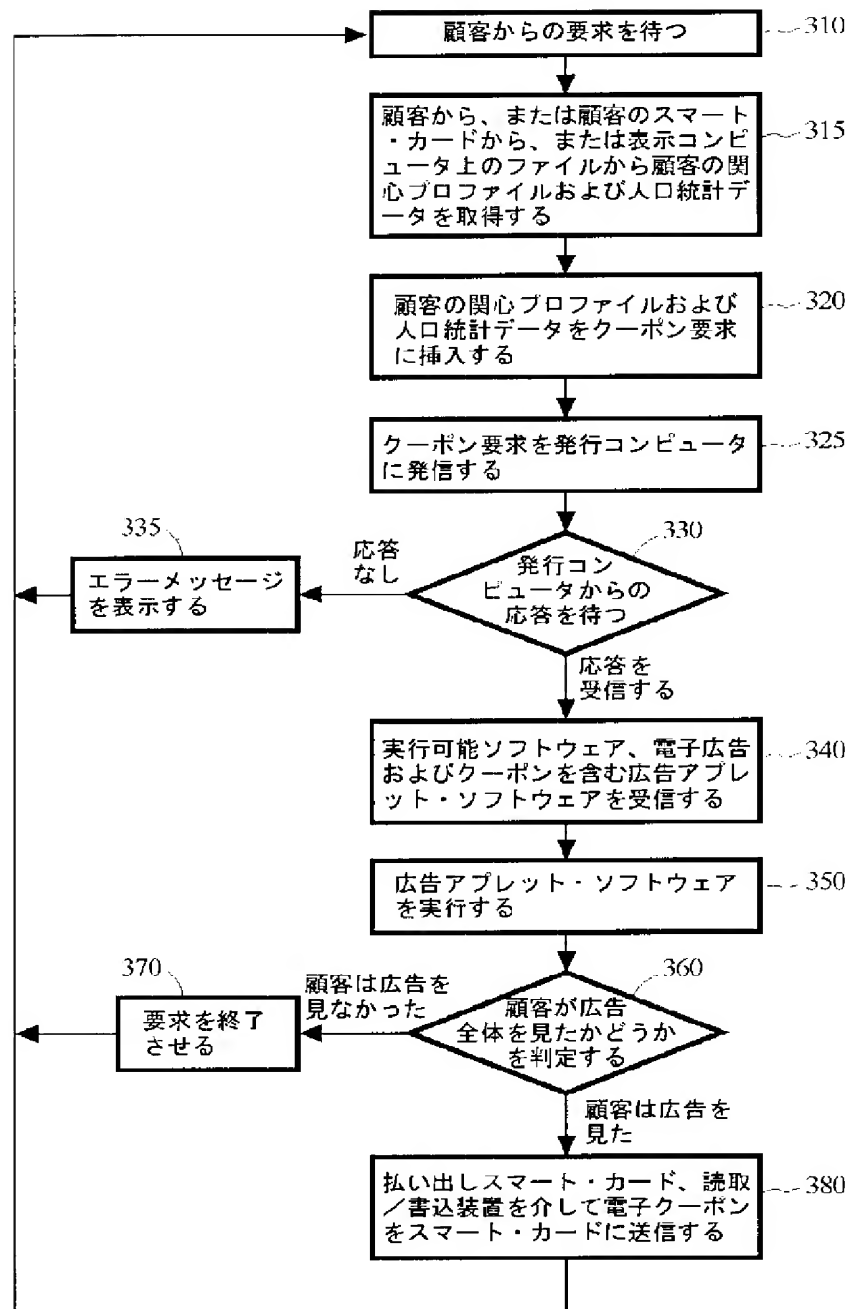 顧客からの要求を待つ
310
顧客から、または顧客のスマート
・カードから、または表示コンピ
ュータ上のファイルから顧客の関
心プロファイルおよび人口統計デ
ータを取得する
315
顧客の関心プロファイルおよび
人口統計データをクーポン要求
に挿入する
320
クーポン要求を発行コンピュータ
に発信する
325
335
エラーメッセージ
を表示する
応答
なし
330
発行コン
ピュータからの
応答を待つ
応答を
受信する
実行可能ソフトウェア、電子広告
およびクーポンを含む広告アプレ
ット・ソフトウェアを受信する
340
広告アプレット・ソフトウェア
を実行する
350
370
要求を終了
させる
顧客は広告を
見なかった
360
顧客が広告
全体を見たかどうか
を判定する
顧客は広告を
見た
払い出しスマート・カード、読取
／書込装置を介して電子クーポン
をスマート・カードに送信する
380